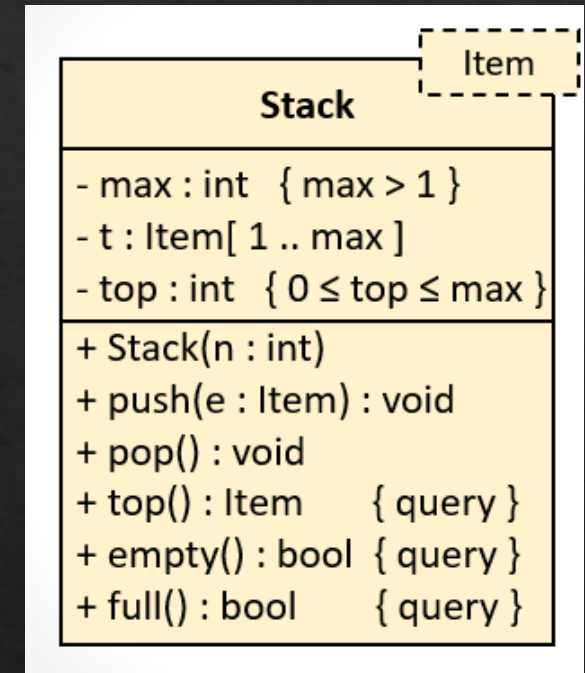 Item
Stack
- max : int { max > 1 }
- t : Item[ 1 .. max ]
- top : int { 0 ≤ top ≤ max }
+ Stack(n : int)
+ push(e : Item) : void
+ pop() : void
+ top() : Item { query }
+ empty() : bool { query }
+ full() : bool { query }